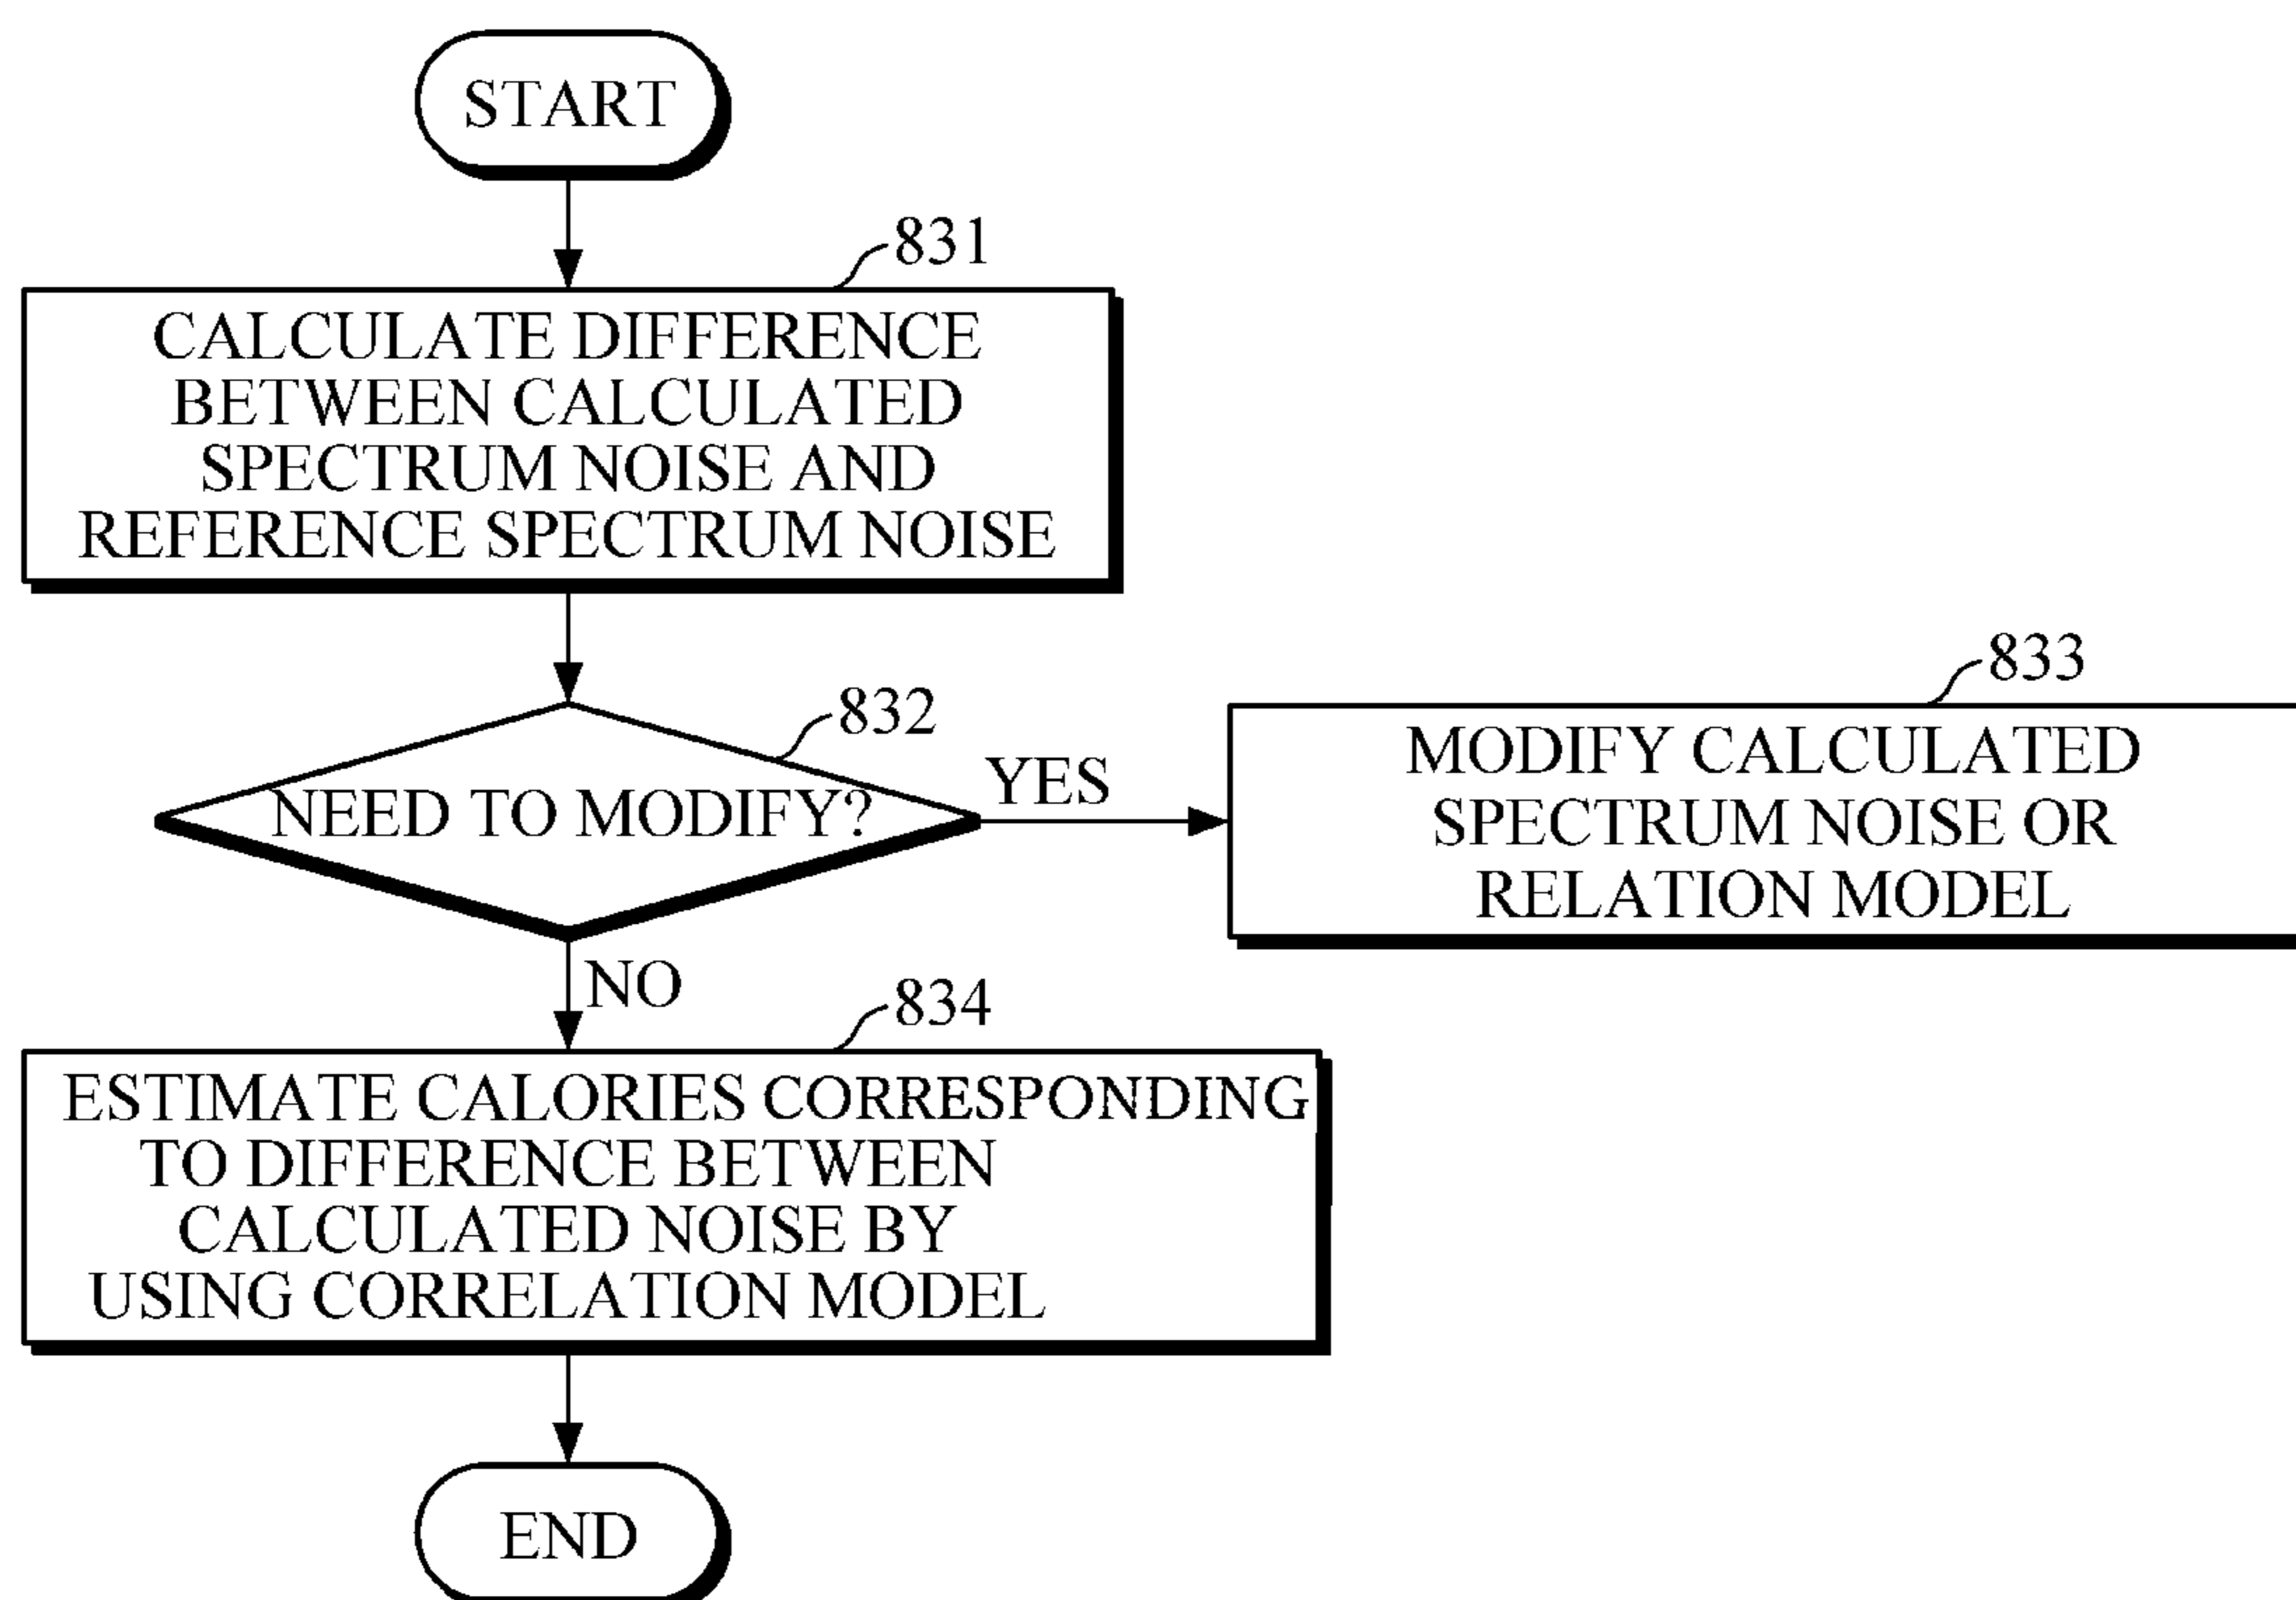 START
831
CALCULATE DIFFERENCE
BETWEEN CALCULATED
SPECTRUM NOISE AND
REFERENCE SPECTRUM NOISE
832
NEED TO MODIFY?
YES
833
MODIFY CALCULATED
SPECTRUM NOISE OR
RELATION MODEL
NO
834
ESTIMATE CALORIES CORRESPONDING
TO DIFFERENCE BETWEEN
CALCULATED NOISE BY
USING CORRELATION MODEL
END